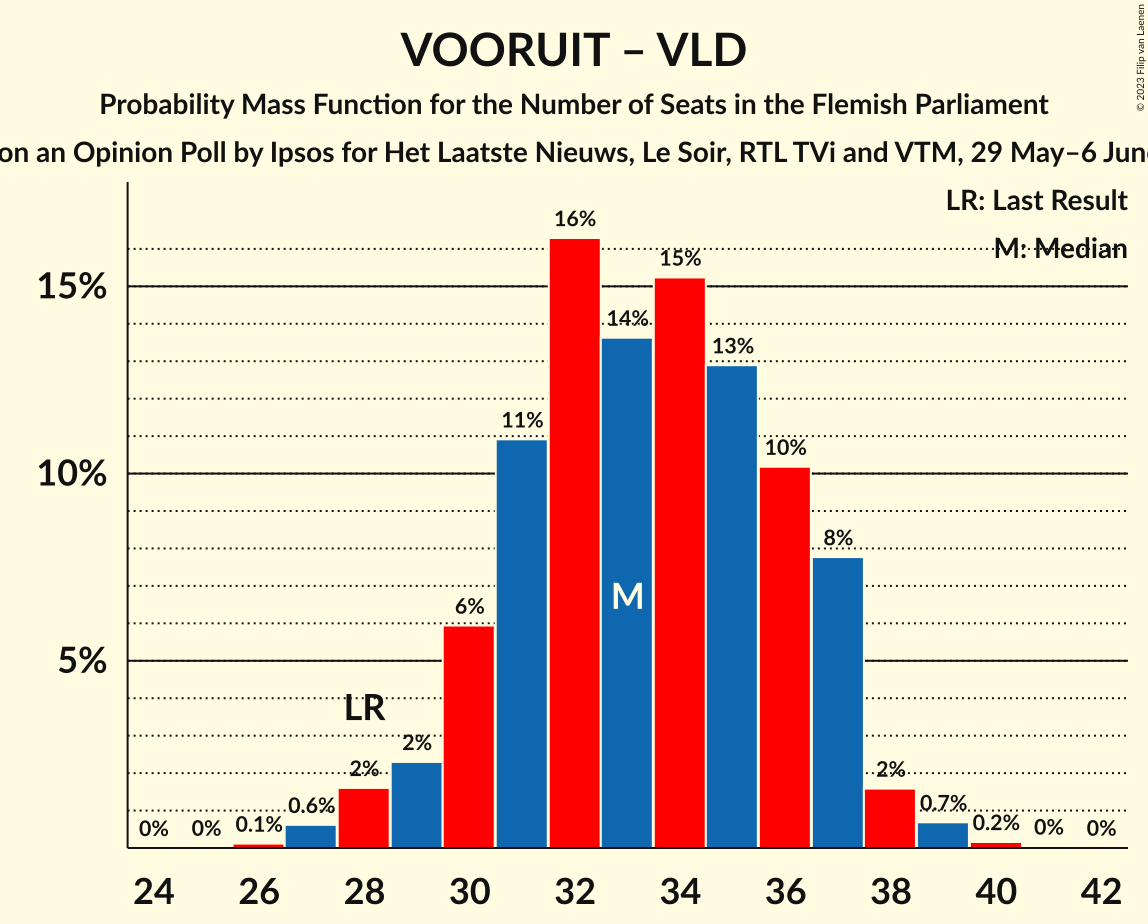 VOORUIT – VLD
Probability Mass Function for the Number of Seats in the Flemish Parliament
on an Opinion Poll by Ipsos for Het Laatste Nieuws, Le Soir, RTL TVi and VTM, 29 May–6 June
© 2023 Filip van Laenen
LR: Last Result
M: Median
15%
10%
5%
0%
0%
0.1%
0.6%
2%
2%
6%
11%
16%
14%
15%
13%
10%
8%
2%
0.7%
0.2%
0%
0%
LR
M
24 26 28 30 32 34 36 38 40 42